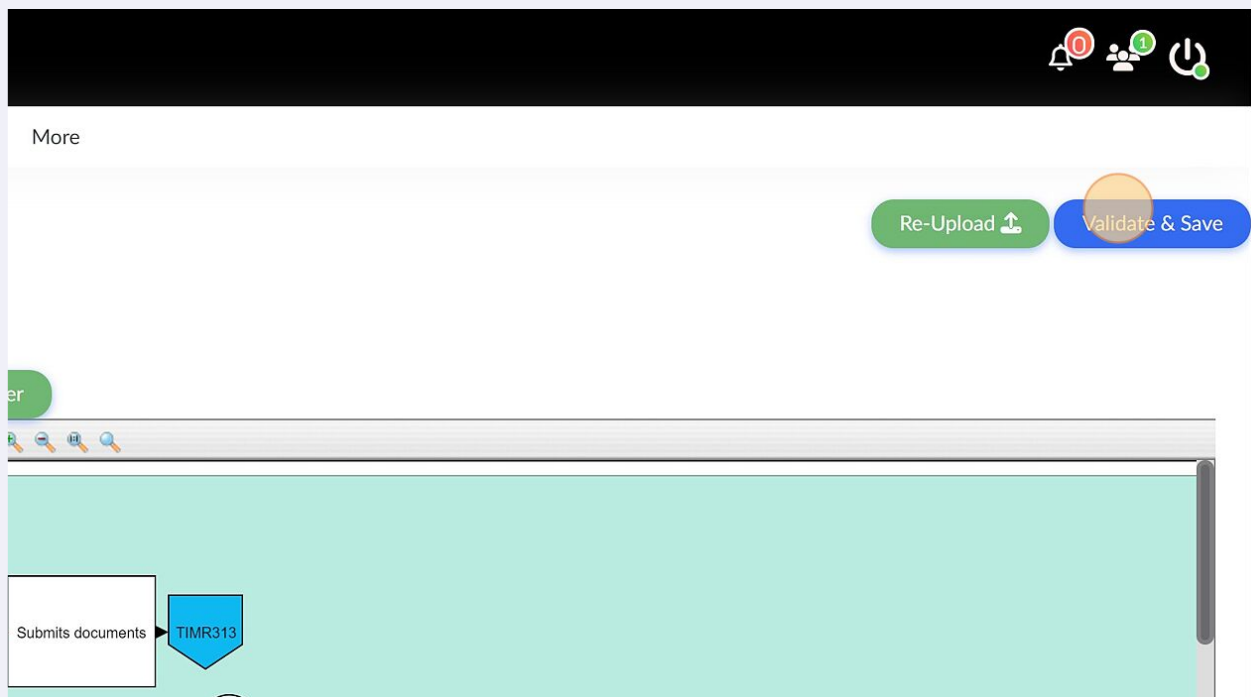 0
1
More
Re-Upload
Validate & Save
er
Submits documents
TIMR313